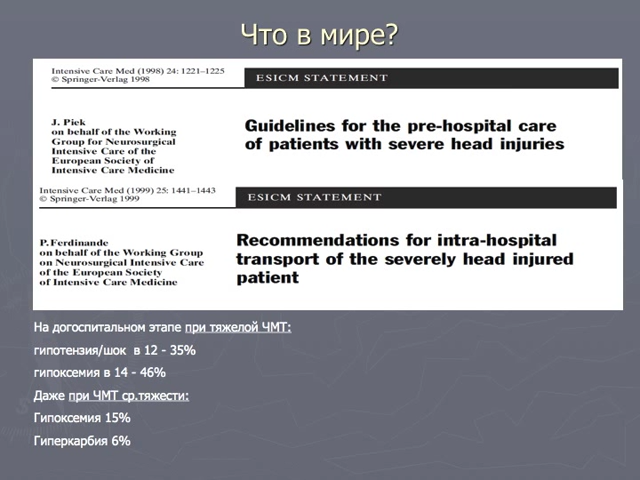 Что в мире?
Intensive Care Med (1998) 24: 1221–1225
© Springer-Verlag 1998
ESICM STATEMENT
J. Piek
on behalf of the Working
Group for Neurosurgical
Intensive Care of the
European Society of
Intensive Care Medicine
Guidelines for the pre-hospital care
of patients with severe head injuries
Intensive Care Med (1999) 25: 1441–1443
© Springer-Verlag 1999
ESICM STATEMENT
P.Ferdinande
on behalf of the Working Group
on Neurosurgical Intensive Care
of the European Society
of Intensive Care Medicine
Recommendations for intra-hospital
transport of the severely head injured
patient
На догоспитальном этапе при тяжелой ЧМТ:
гипотензия/шок в 12 - 35%
гипоксемия в 14 - 46%
Даже при ЧМТ ср.тяжести:
Гипоксемия 15%
Гиперкарбия 6%